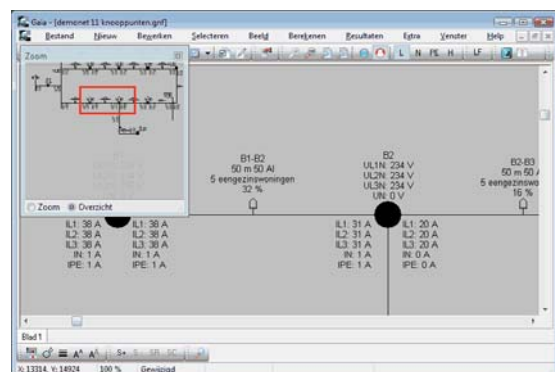 Gaia - [demonet 11 knooppunten.gnf]
Bestand Nieuw Bewerken Selecteren Beeld Berekenen Resultaten Extra Venster Help
L N PE H LF
Zoom
Zoom Overzicht
B1-B2
50 m 50 Al
5 eengezinswoningen
32 %
B2
UL1N: 234 V
UL2N: 234 V
UL3N: 234 V
UN: 0 V
B2-B3
50 m 50
5 eengezinswo
16 %
IL1: 38 A
IL2: 38 A
IL3: 38 A
IN: 1 A
IPE: 1 A
IL1: 38 A
IL2: 38 A
IL3: 38 A
IN: 1 A
IPE: 1 A
IL1: 31 A
IL2: 31 A
IL3: 31 A
IN: 1 A
IPE: 1 A
IL1: 20 A
IL2: 20 A
IL3: 20 A
IN: 0 A
IPE: 0 A
Blad 1
S+ S- SR SC
X: 13314, Y: 14924 100 % Gewijzigd